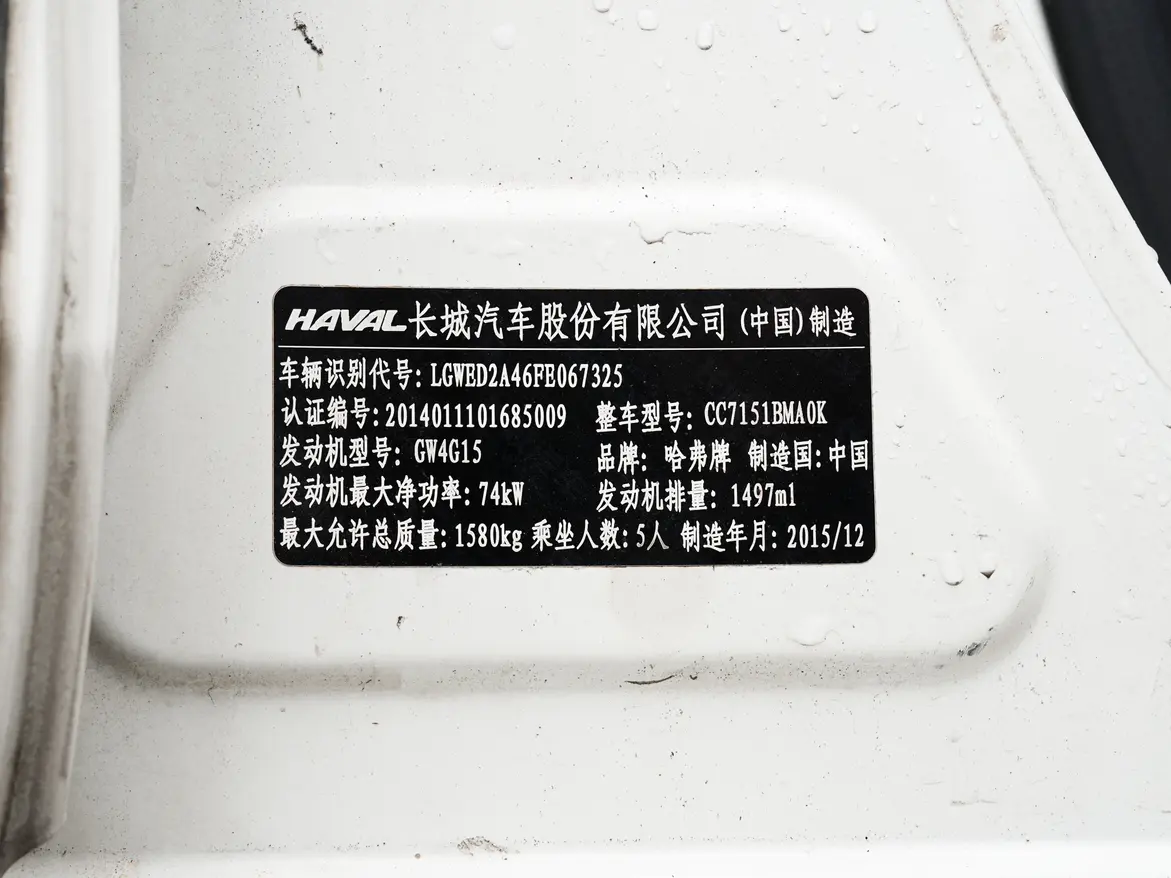 HAVAL长城汽车股份有限公司(中国)制造
车辆识别代号:LGWED2A46FE067325
认证编号:2014011101685009 整车型号:CC7151BMA0K
发动机型号:GW4G15 品牌:哈弗牌 制造国:中国
发动机最大净功率:74kW 发动机排量:1497ml
最大允许总质量:1580kg 乘坐人数:5人 制造年月:2015/12